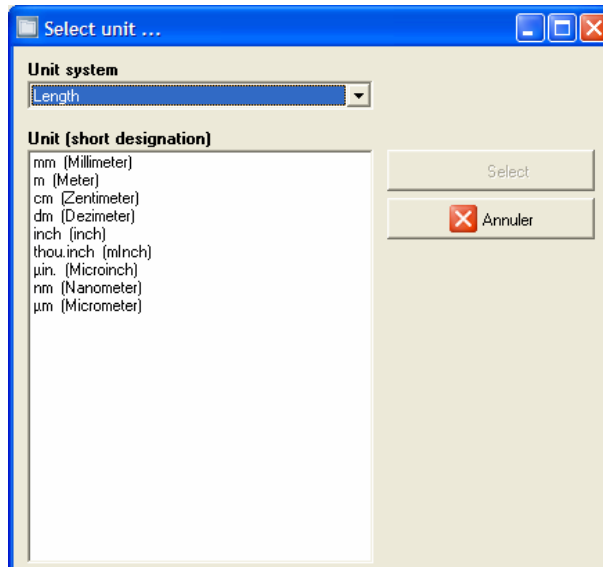 Select unit ...
Unit system
Length
Unit (short designation)
mm (Millimeter)
m (Meter)
cm (Zentimeter)
dm (Dezimeter)
inch (inch)
thou.inch (mInch)
µin. (Microinch)
nm (Nanometer)
µm (Micrometer)
Select
Annuler